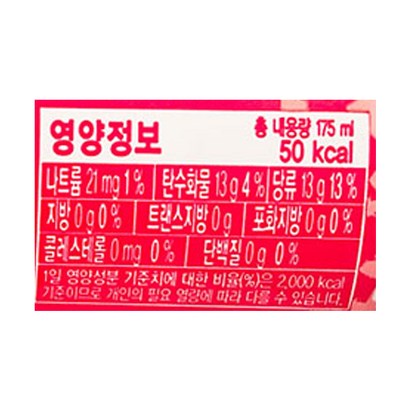 영양정보 총 내용량 175 ml
50 kcal
나트륨 21 mg 1% 탄수화물 13 g 4% 당류 13 g 13%
지방 0 g 0% 트랜스지방 0 g 포화지방 0 g 0%
콜레스테롤 0 mg 0% 단백질 0 g 0%
1일 영양성분 기준치에 대한 비율(%)은 2,000 kcal
기준이므로 개인의 필요 열량에 따라 다를 수 있습니다.